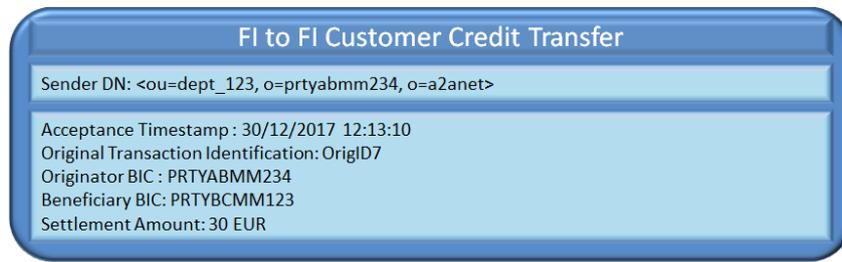 FI to FI Customer Credit Transfer
Sender DN: <ou=dept_123, o=prtyabmm234, o=a2anet>
Acceptance Timestamp : 30/12/2017 12:13:10
Original Transaction Identification: OrigID7
Originator BIC : PRTYABMM234
Beneficiary BIC: PRTYBCMM123
Settlement Amount: 30 EUR